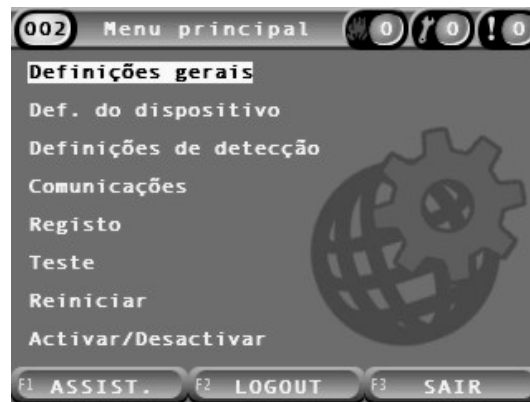 002 Menu principal 0 0 ! 0
Definições gerais
Def. do dispositivo
Definições de detecção
Comunicações
Registo
Teste
Reiniciar
Activar/Desactivar
F1 ASSIST. F2 LOGOUT F3 SAIR